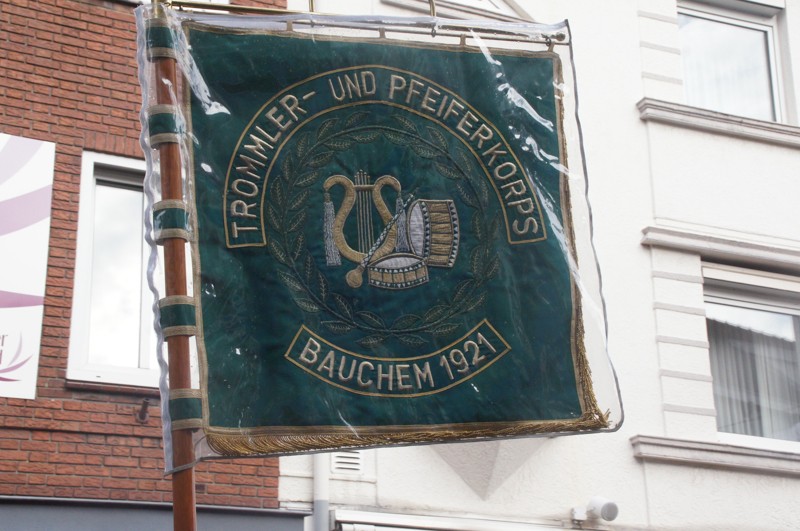 TROMMLER- UND PFEIFERKORPS
BAUCHEM 1921